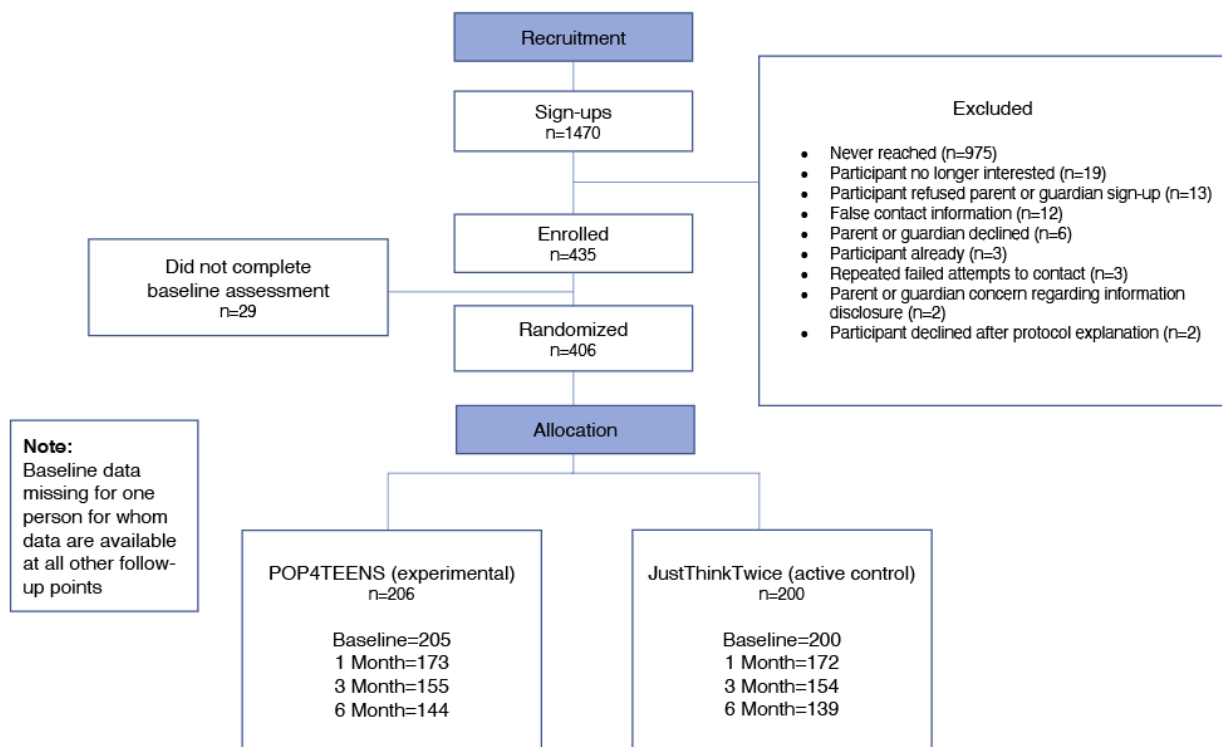 Recruitment
Sign-ups
n=1470
Excluded
• Never reached (n=975)
• Participant no longer interested (n=19)
• Participant refused parent or guardian sign-up (n=13)
• False contact information (n=12)
• Parent or guardian declined (n=6)
• Participant already (n=3)
• Repeated failed attempts to contact (n=3)
• Parent or guardian concern regarding information
disclosure (n=2)
• Participant declined after protocol explanation (n=2)
Enrolled
n=435
Did not complete
baseline assessment
n=29
Randomized
n=406
Allocation
Note:
Baseline data
missing for one
person for whom
data are available
at all other follow-
up points
POP4TEENS (experimental)
n=206
Baseline=205
1 Month=173
3 Month=155
6 Month=144
JustThinkTwice (active control)
n=200
Baseline=200
1 Month=172
3 Month=154
6 Month=139